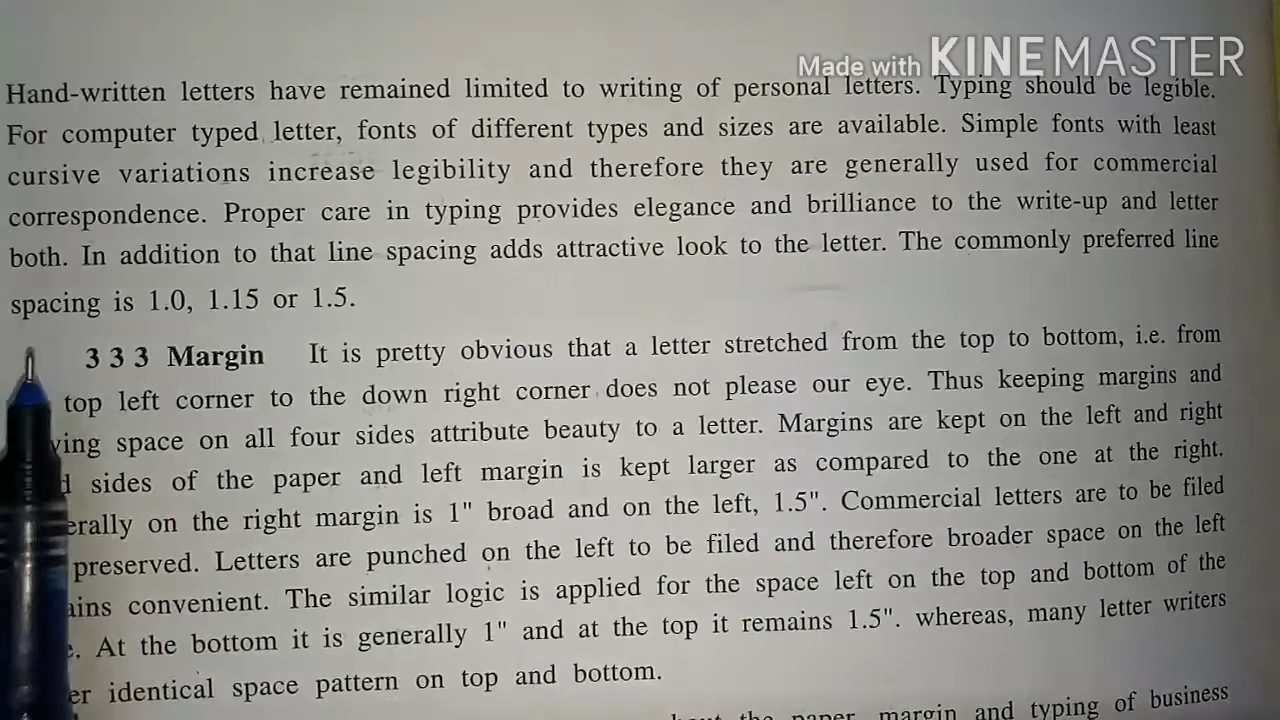 Made with KINEMASTER
Hand-written letters have remained limited to writing of personal letters. Typing should be legible.
For computer typed letter, fonts of different types and sizes are available. Simple fonts with least
cursive variations increase legibility and therefore they are generally used for commercial
correspondence. Proper care in typing provides elegance and brilliance to the write-up and letter
both. In addition to that line spacing adds attractive look to the letter. The commonly preferred line
spacing is 1.0, 1.15 or 1.5.
3 3 3 Margin It is pretty obvious that a letter stretched from the top to bottom, i.e. from
top left corner to the down right corner does not please our eye. Thus keeping margins and
space on all four sides attribute beauty to a letter. Margins are kept on the left and right
sides of the paper and left margin is kept larger as compared to the one at the right.
on the right margin is 1" broad and on the left, 1.5". Commercial letters are to be filed
preserved. Letters are punched on the left to be filed and therefore broader space on the left
convenient. The similar logic is applied for the space left on the top and bottom of the
At the bottom it is generally 1" and at the top it remains 1.5". whereas, many letter writers
identical space pattern on top and bottom.
the paper, margin and typing of business